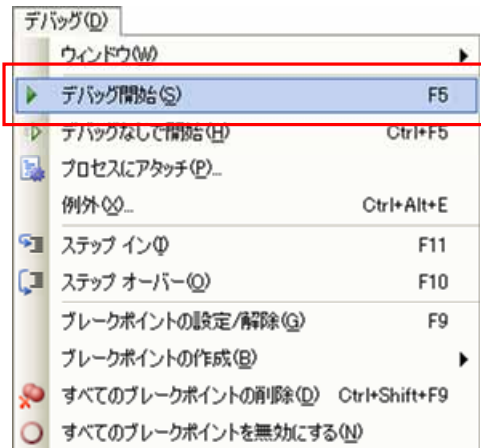 デバッグ(D)
ウィンドウ(W)
デバッグ開始(S) F5
デバッグなしで開始(H) Ctrl+F5
プロセスにアタッチ(P)...
例外(X)... Ctrl+Alt+E
ステップ イン(I) F11
ステップ オーバー(O) F10
ブレークポイントの設定/解除(G) F9
ブレークポイントの作成(B)
すべてのブレークポイントの削除(D) Ctrl+Shift+F9
すべてのブレークポイントを無効にする(N)